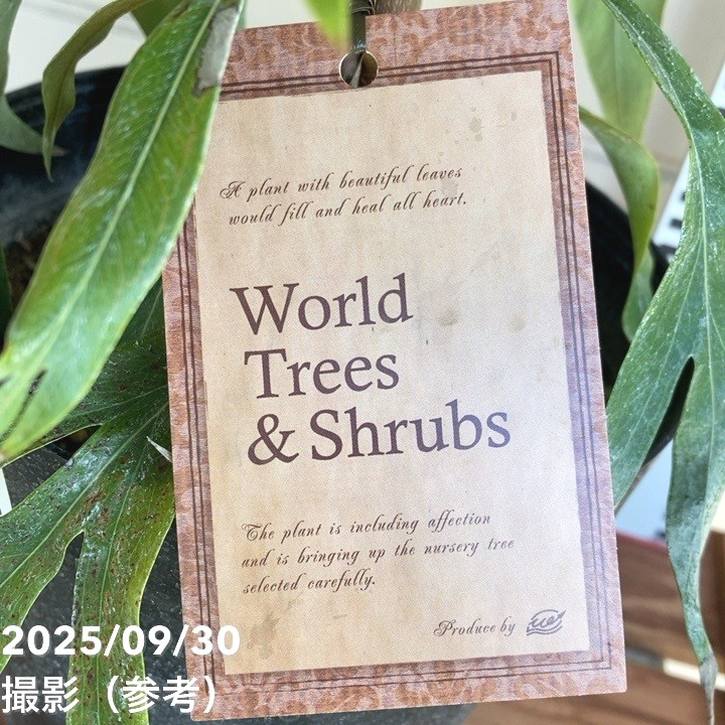 A plant with beautiful leaves
would fill and heal all heart.
World
Trees
& Shrubs
The plant is including affection
and is bringing up the nursery tree
selected carefully.
Produce by
2025/09/30
撮影（参考）